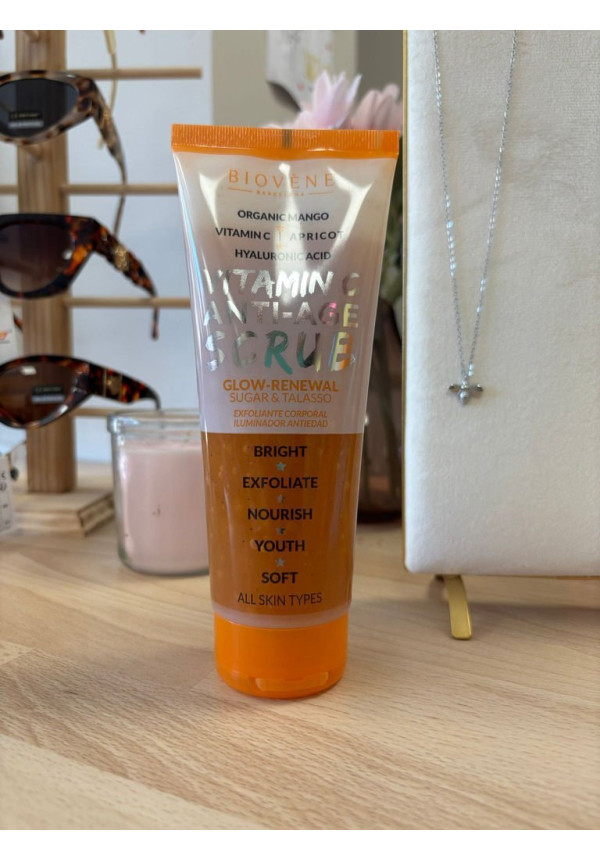 BIOVÈNE
BARCELONA
ORGANIC MANGO
VITAMIN C | APRICOT
HYALURONIC ACID
VITAMIN C
ANTI-AGE
SCRUB
GLOW-RENEWAL
SUGAR & TALASSO
EXFOLIANTE CORPORAL
ILUMINADOR ANTIEDAD
BRIGHT
EXFOLIATE
NOURISH
YOUTH
SOFT
ALL SKIN TYPES